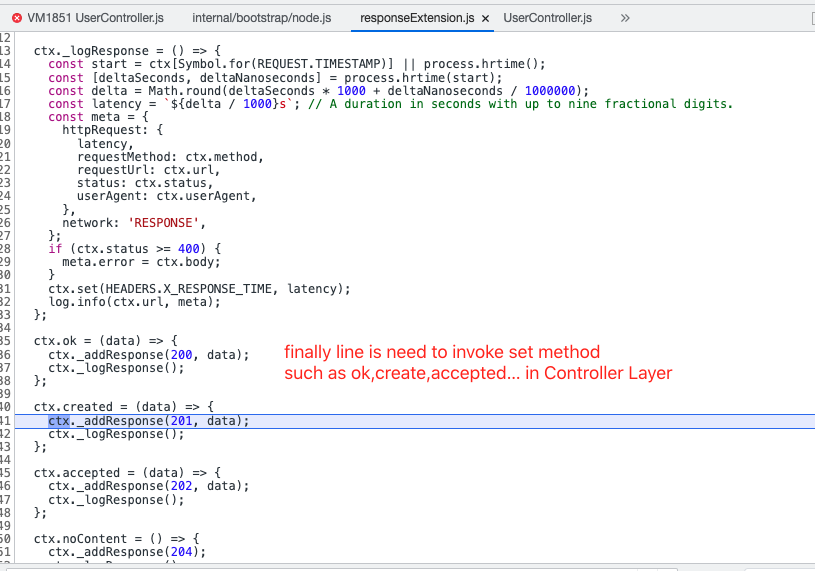 VM1851 UserController.js internal/bootstrap/node.js responseExtension.js × UserController.js »
12
13 ctx._logResponse = () => {
14 const start = ctx[Symbol.for(REQUEST.TIMESTAMP)] || process.hrtime();
15 const [deltaSeconds, deltaNanoseconds] = process.hrtime(start);
16 const delta = Math.round(deltaSeconds * 1000 + deltaNanoseconds / 1000000);
17 const latency = `${delta / 1000}s`; // A duration in seconds with up to nine fractional digits.
18 const meta = {
19 httpRequest: {
20 latency,
21 requestMethod: ctx.method,
22 requestUrl: ctx.url,
23 status: ctx.status,
24 userAgent: ctx.userAgent,
25 },
26 network: 'RESPONSE',
27 };
28 if (ctx.status >= 400) {
29 meta.error = ctx.body;
30 }
31 ctx.set(HEADERS.X_RESPONSE_TIME, latency);
32 log.info(ctx.url, meta);
33 };
34
35 ctx.ok = (data) => {
36 ctx._addResponse(200, data);
37 ctx._logResponse();
38 };
finally line is need to invoke set method
such as ok,create,accepted... in Controller Layer
39
40 ctx.created = (data) => {
41 ctx._addResponse(201, data);
42 ctx._logResponse();
43 };
44
45 ctx.accepted = (data) => {
46 ctx._addResponse(202, data);
47 ctx._logResponse();
48 };
49
50 ctx.noContent = () => {
51 ctx._addResponse(204);